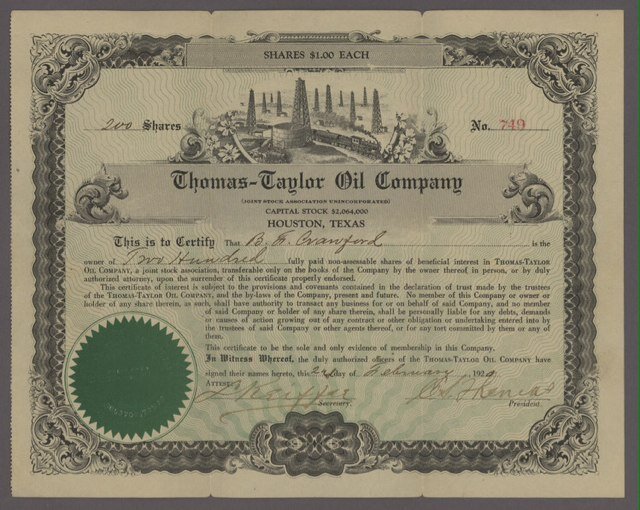 SHARES $1.00 EACH
200 Shares No. 749
Thomas-Taylor Oil Company
(JOINT STOCK ASSOCIATION UNINCORPORATED)
CAPITAL STOCK $2,064,000
HOUSTON, TEXAS
This is to Certify That B. F. Crawford is the
owner of Two Hundred fully paid non-assessable shares of beneficial interest in THOMAS-TAYLOR
OIL COMPANY, a joint stock association, transferable only on the books of the Company by the owner thereof in person, or by duly
authorized attorney, upon the surrender of this certificate properly endorsed.
This certificate of interest is subject to the provisions and covenants contained in the declaration of trust made by the trustees
of the THOMAS-TAYLOR OIL COMPANY, and the by-laws of the Company, present and future. No member of this Company or owner or
holder of any share therein, as such, shall have authority to transact any business for or on behalf of said Company, and no member
of said Company or holder of any share therein, shall be personally liable for any debts, demands
or causes of action growing out of any contract or other obligation or undertaking entered into by
the trustees of said Company or other agents thereof, or for any tort committed by them or any of
them.
This certificate to be the sole and only evidence of membership in this Company.
In Witness Whereof, the duly authorized officers of the THOMAS-TAYLOR OIL COMPANY have
signed their names hereto, this day of February 192
ATTEST:
Secretary. President.